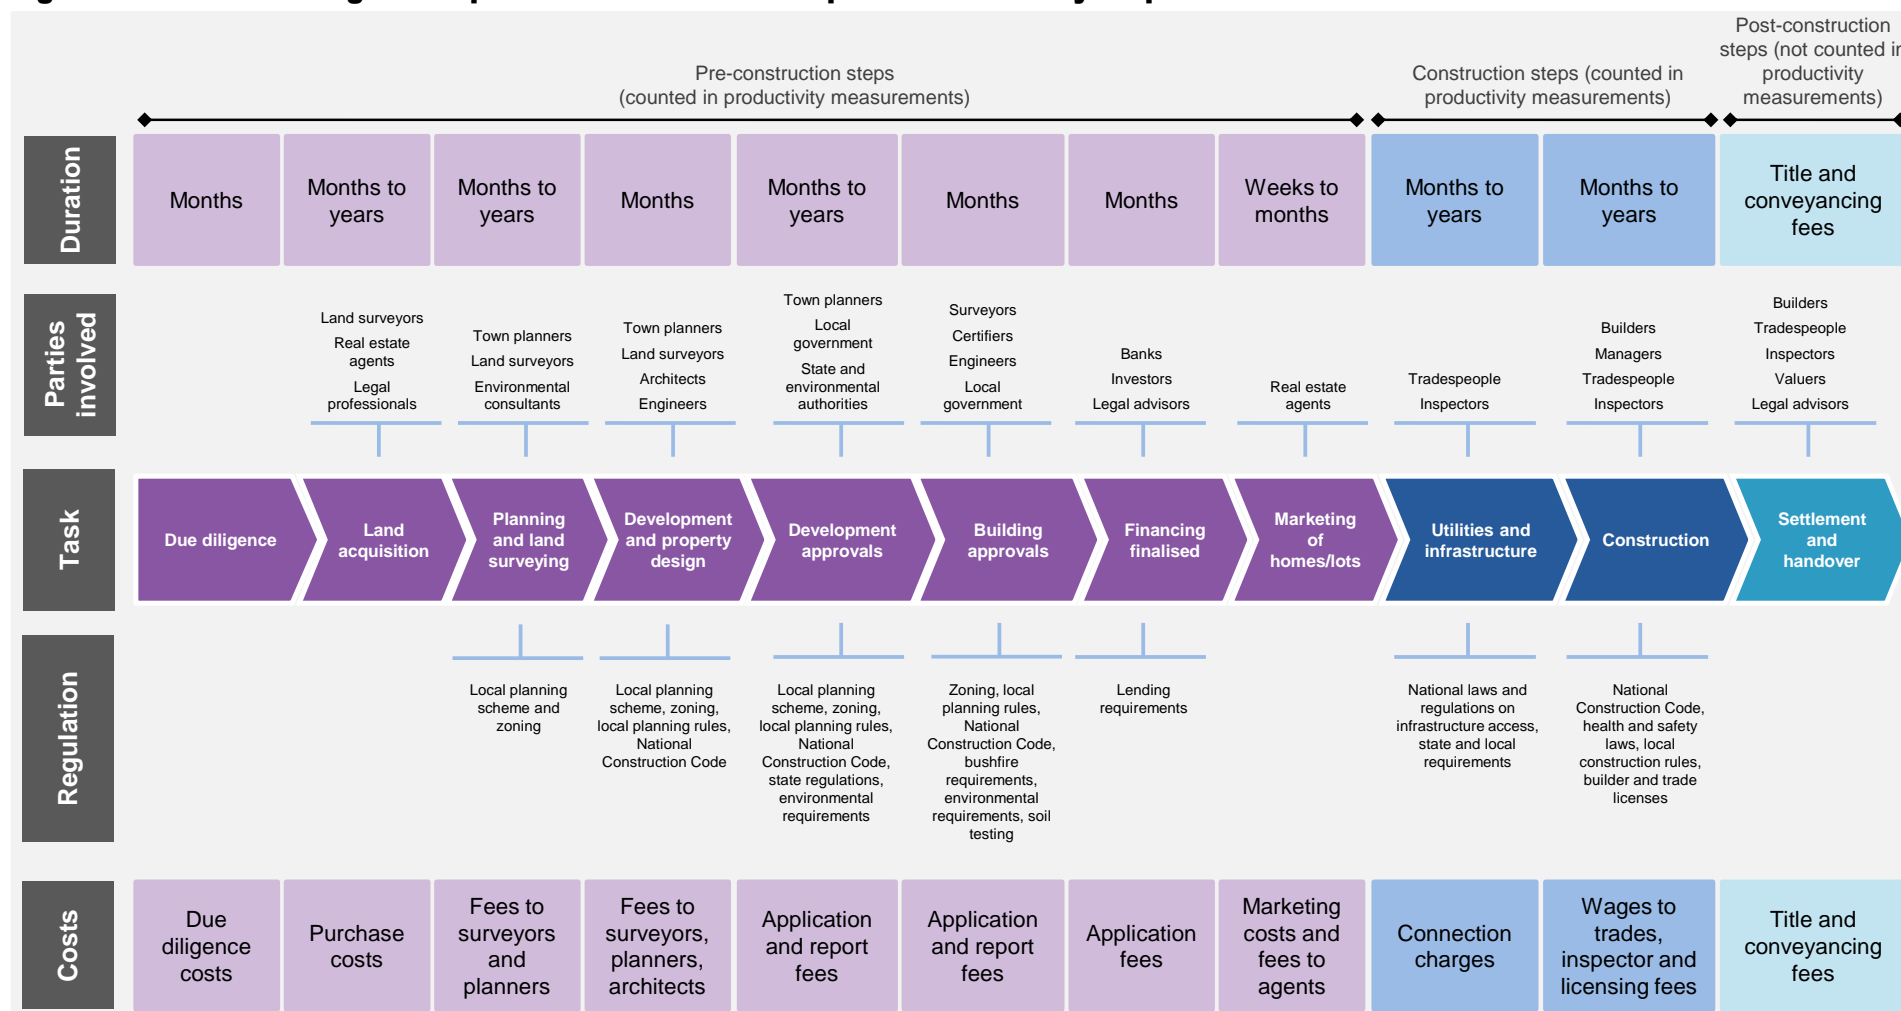 Post-construction
steps (not counted in
productivity
measurements)
Pre-construction steps
(counted in productivity measurements)
Construction steps (counted in
productivity measurements)
Duration
Months
Months to
years
Months to
years
Months
Months to
years
Months
Months
Weeks to
months
Months to
years
Months to
years
Title and
conveyancing
fees
Parties
involved
Land surveyors
Real estate
agents
Legal
professionals
Town planners
Land surveyors
Environmental
consultants
Town planners
Land surveyors
Architects
Engineers
Town planners
Local
government
State and
environmental
authorities
Surveyors
Certifiers
Engineers
Local
government
Banks
Investors
Legal advisors
Real estate
agents
Tradespeople
Inspectors
Builders
Managers
Tradespeople
Inspectors
Builders
Tradespeople
Inspectors
Valuers
Legal advisors
Task
Due diligence
Land
acquisition
Planning
and land
surveying
Development
and property
design
Development
approvals
Building
approvals
Financing
finalised
Marketing
of
homes/lots
Utilities and
infrastructure
Construction
Settlement
and
handover
Regulation
Local planning
scheme and
zoning
Local planning
scheme, zoning,
local planning rules,
National
Construction Code
Local planning
scheme, zoning,
local planning rules,
National
Construction Code,
state regulations,
environmental
requirements
Zoning, local
planning rules,
National
Construction Code,
bushfire
requirements,
environmental
requirements, soil
testing
Lending
requirements
National laws and
regulations on
infrastructure access,
state and local
requirements
National
Construction Code,
health and safety
laws, local
construction rules,
builder and trade
licenses
Costs
Due
diligence
costs
Purchase
costs
Fees to
surveyors
and
planners
Fees to
surveyors,
planners,
architects
Application
and report
fees
Application
and report
fees
Application
fees
Marketing
costs and
fees to
agents
Connection
charges
Wages to
trades,
inspector and
licensing fees
Title and
conveyancing
fees